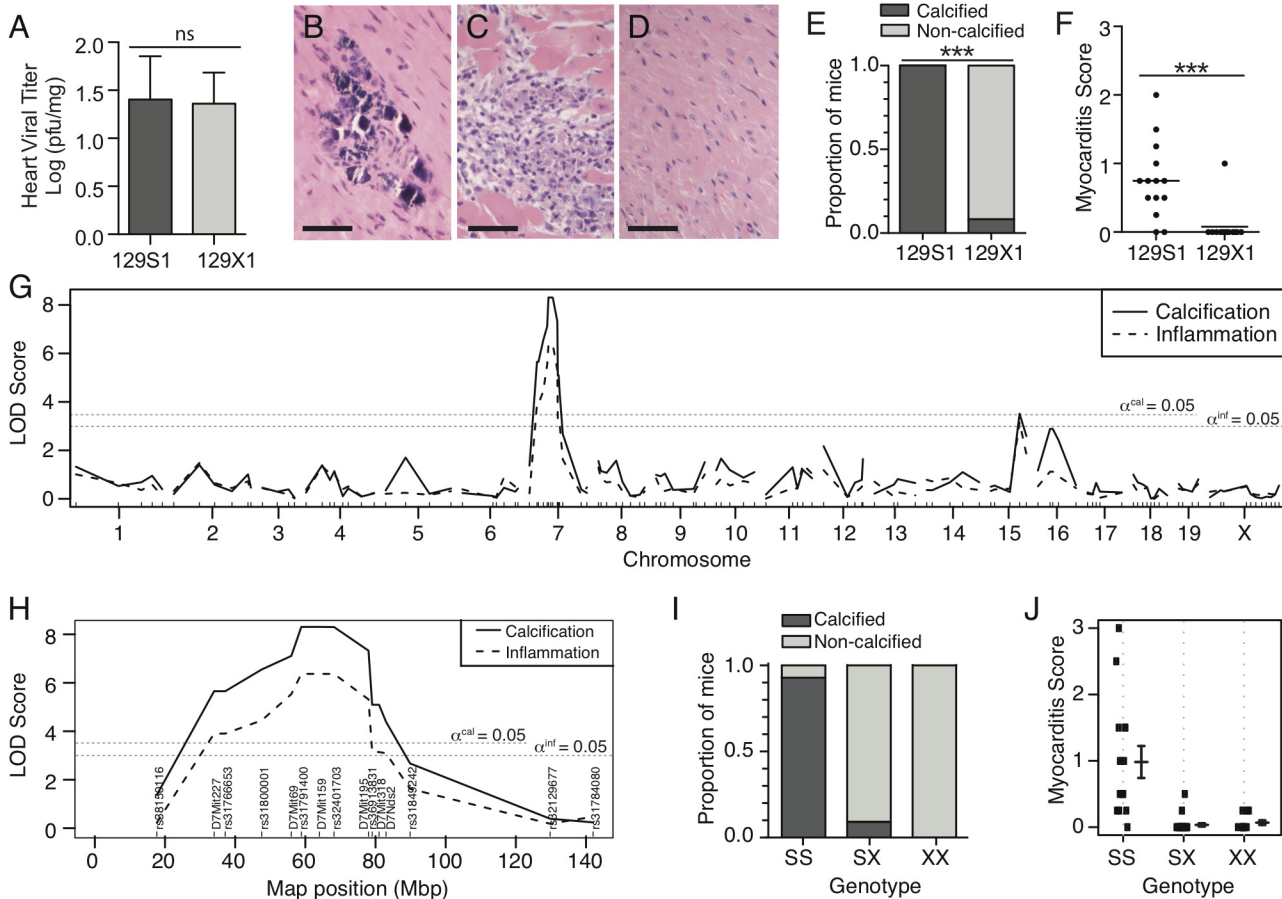 A
ns
2.0
1.5
1.0
0.5
0.0
Heart Viral Titer
Log (pfu/mg)
129S1
129X1
B
C
D
E
Calcified
Non-calcified
***
1.0
0.5
0.0
Proportion of mice
129S1
129X1
F
***
3
2
1
0
Myocarditis Score
129S1
129X1
G
8
6
4
2
0
LOD Score
Calcification
Inflammation
αcal = 0.05
αinf = 0.05
1 2 3 4 5 6 7 8 9 10 11 12 13 14 15 16 17 18 19 X
Chromosome
H
8
6
4
2
0
LOD Score
Calcification
Inflammation
αcal = 0.05
αinf = 0.05
D7Mit227
rs31766653
rs31800001
D7Mit69
rs31791400
D7Mit159
rs32401703
D7Mit195
rs36913831
D7Mit318
D7Nds2
rs31849242
rs32129677
rs31784080
0 20 40 60 80 100 120 140
Map position (Mbp)
I
Calcified
Non-calcified
1.0
0.5
0.0
Proportion of mice
SS SX XX
Genotype
J
3
2
1
0
Myocarditis Score
SS SX XX
Genotype